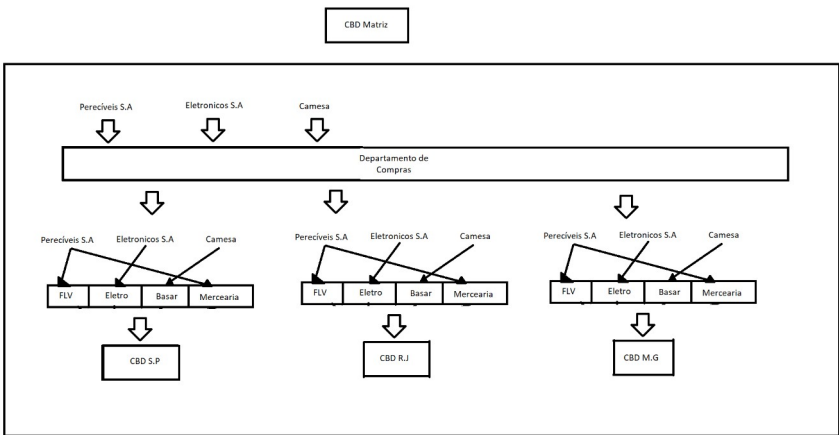 CBD Matriz
Perecíveis S.A
Eletronicos S.A
Camesa
Departamento de
Compras
Perecíveis S.A
Eletronicos S.A
Camesa
FLV
Eletro
Basar
Mercearia
CBD S.P
Perecíveis S.A
Eletronicos S.A
Camesa
FLV
Eletro
Basar
Mercearia
CBD R.J
Perecíveis S.A
Eletronicos S.A
Camesa
FLV
Eletro
Basar
Mercearia
CBD M.G